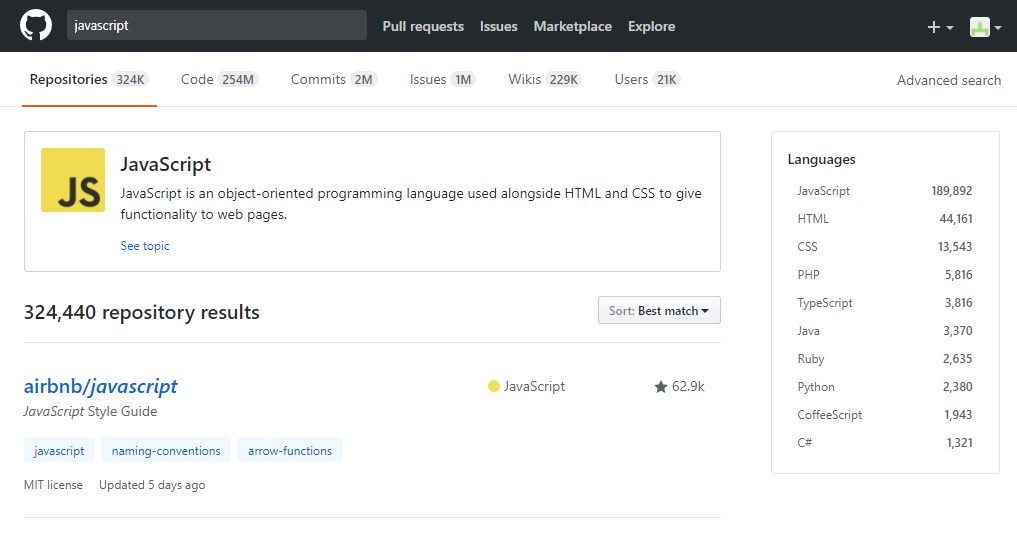 javascript Pull requests Issues Marketplace Explore
Repositories 324K Code 254M Commits 2M Issues 1M Wikis 229K Users 21K Advanced search
JS
JavaScript
JavaScript is an object-oriented programming language used alongside HTML and CSS to give
functionality to web pages.
See topic
324,440 repository results
Sort: Best match
airbnb/javascript
JavaScript
62.9k
JavaScript Style Guide
javascript naming-conventions arrow-functions
MIT license Updated 5 days ago
Languages
JavaScript 189,892
HTML 44,161
CSS 13,543
PHP 5,816
TypeScript 3,816
Java 3,370
Ruby 2,635
Python 2,380
CoffeeScript 1,943
C# 1,321